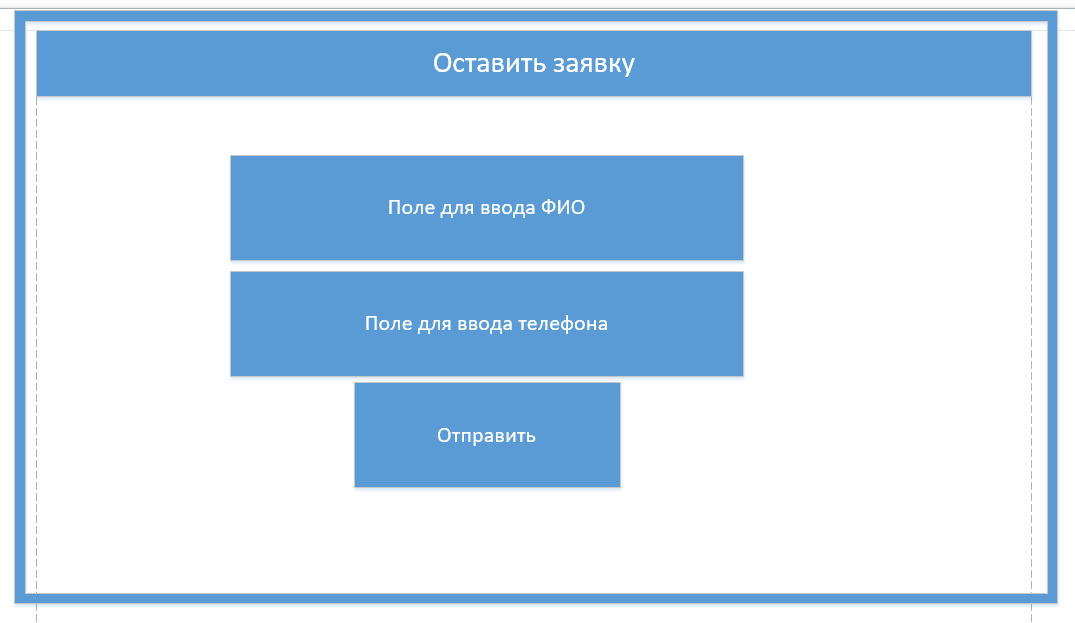 Оставить заявку
Поле для ввода ФИО
Поле для ввода телефона
Отправить